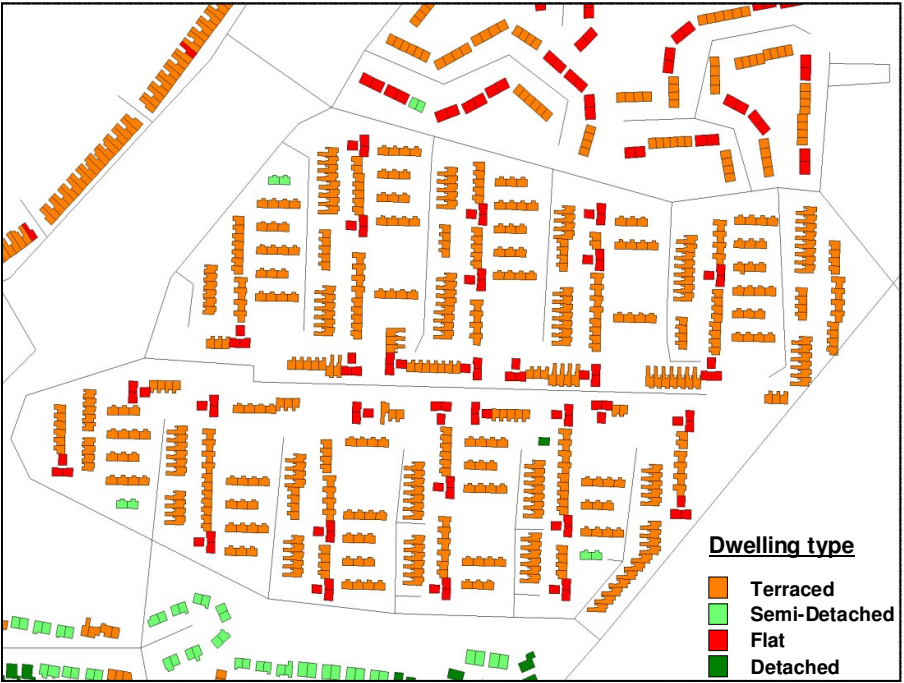 Dwelling type
Terraced
Semi-Detached
Flat
Detached